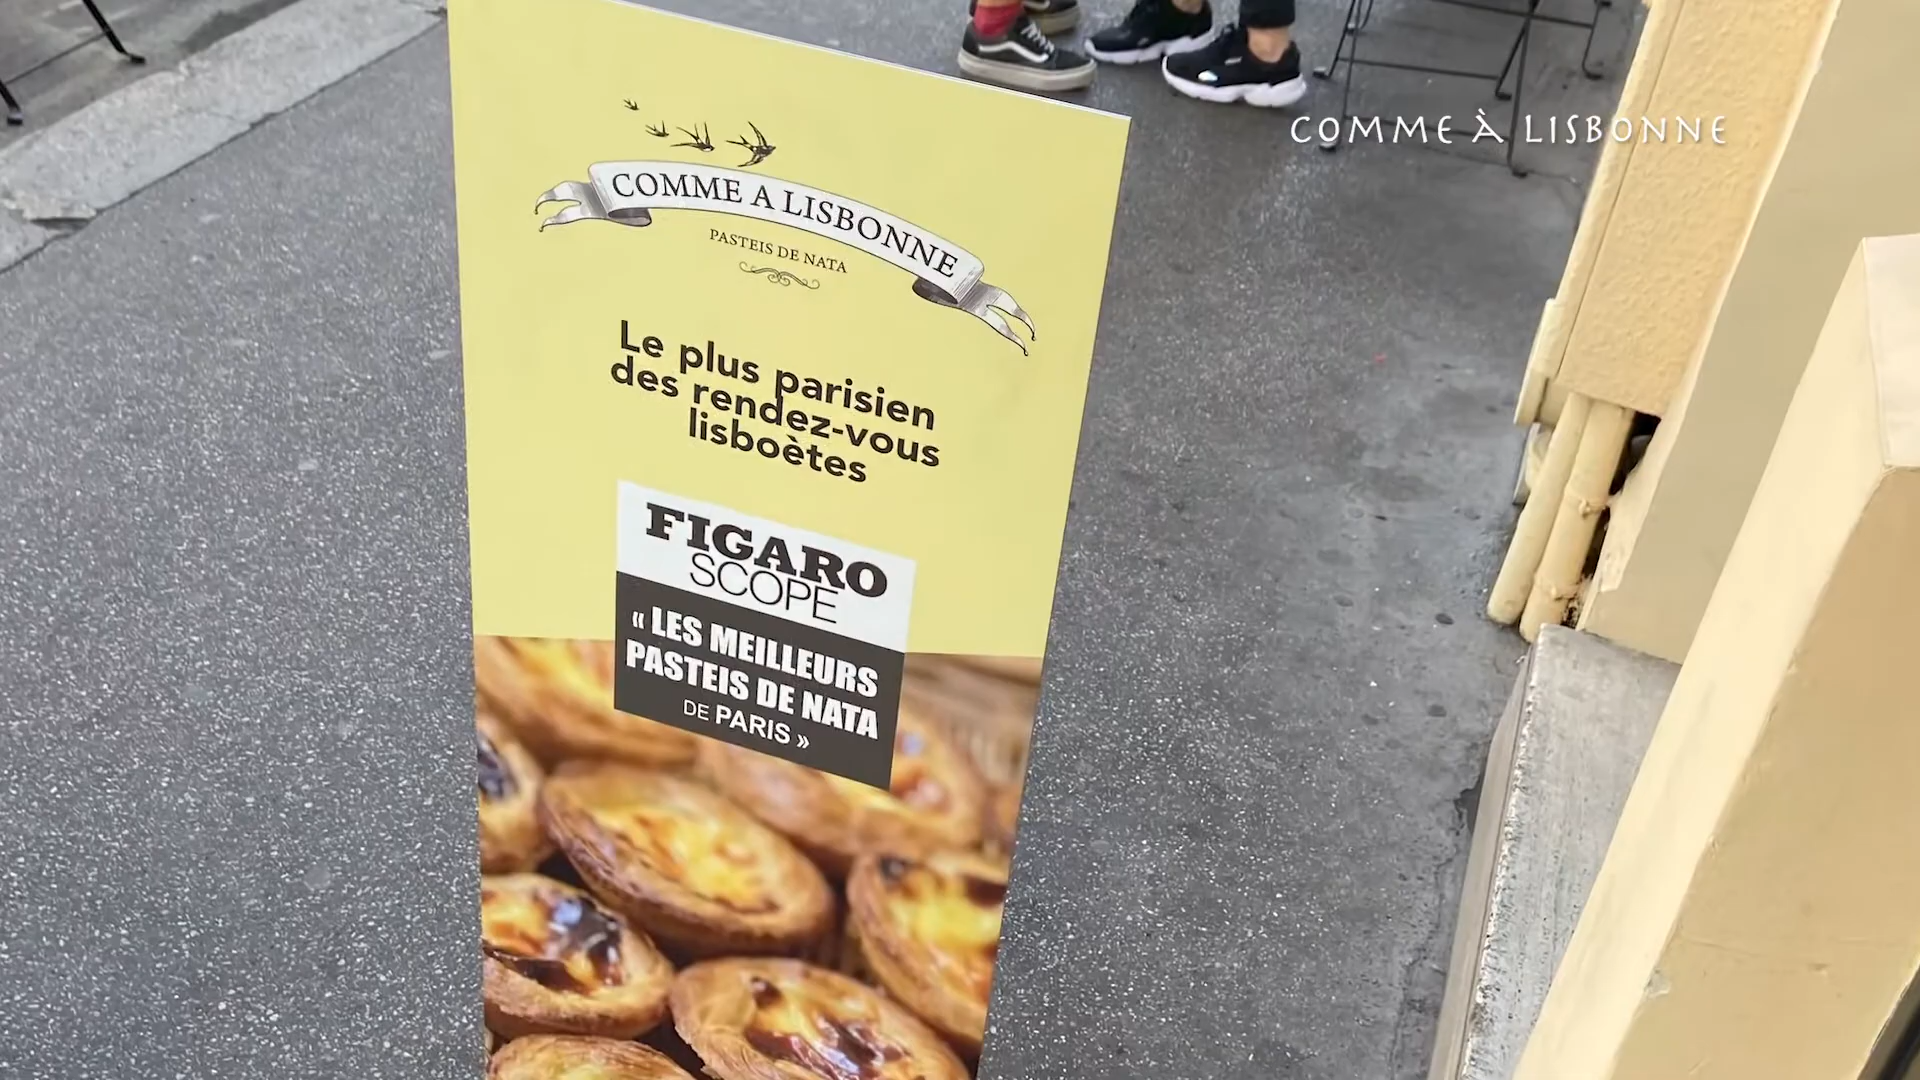 COMME À LISBONNE
COMME A LISBONNE
PASTEIS DE NATA
Le plus parisien
des rendez-vous
lisboètes
FIGARO
SCOPE
« LES MEILLEURS
PASTEIS DE NATA
DE PARIS »